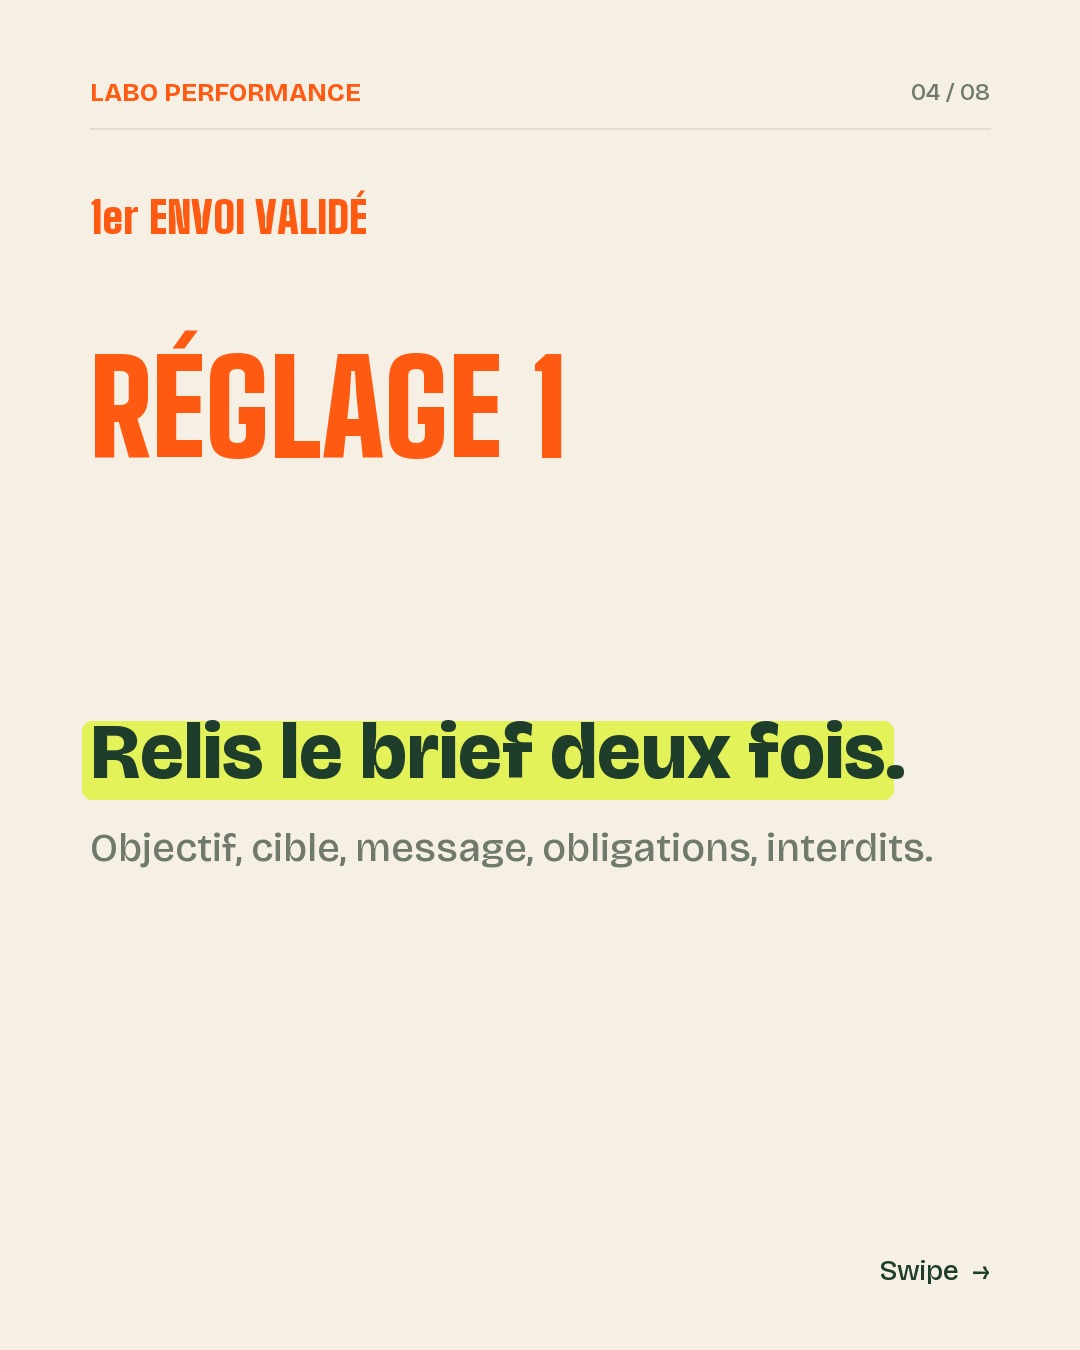 LABO PERFORMANCE
04 / 08
1er ENVOI VALIDÉ
RÉGLAGE 1
Relis le brief deux fois.
Objectif, cible, message, obligations, interdits.
Swipe →